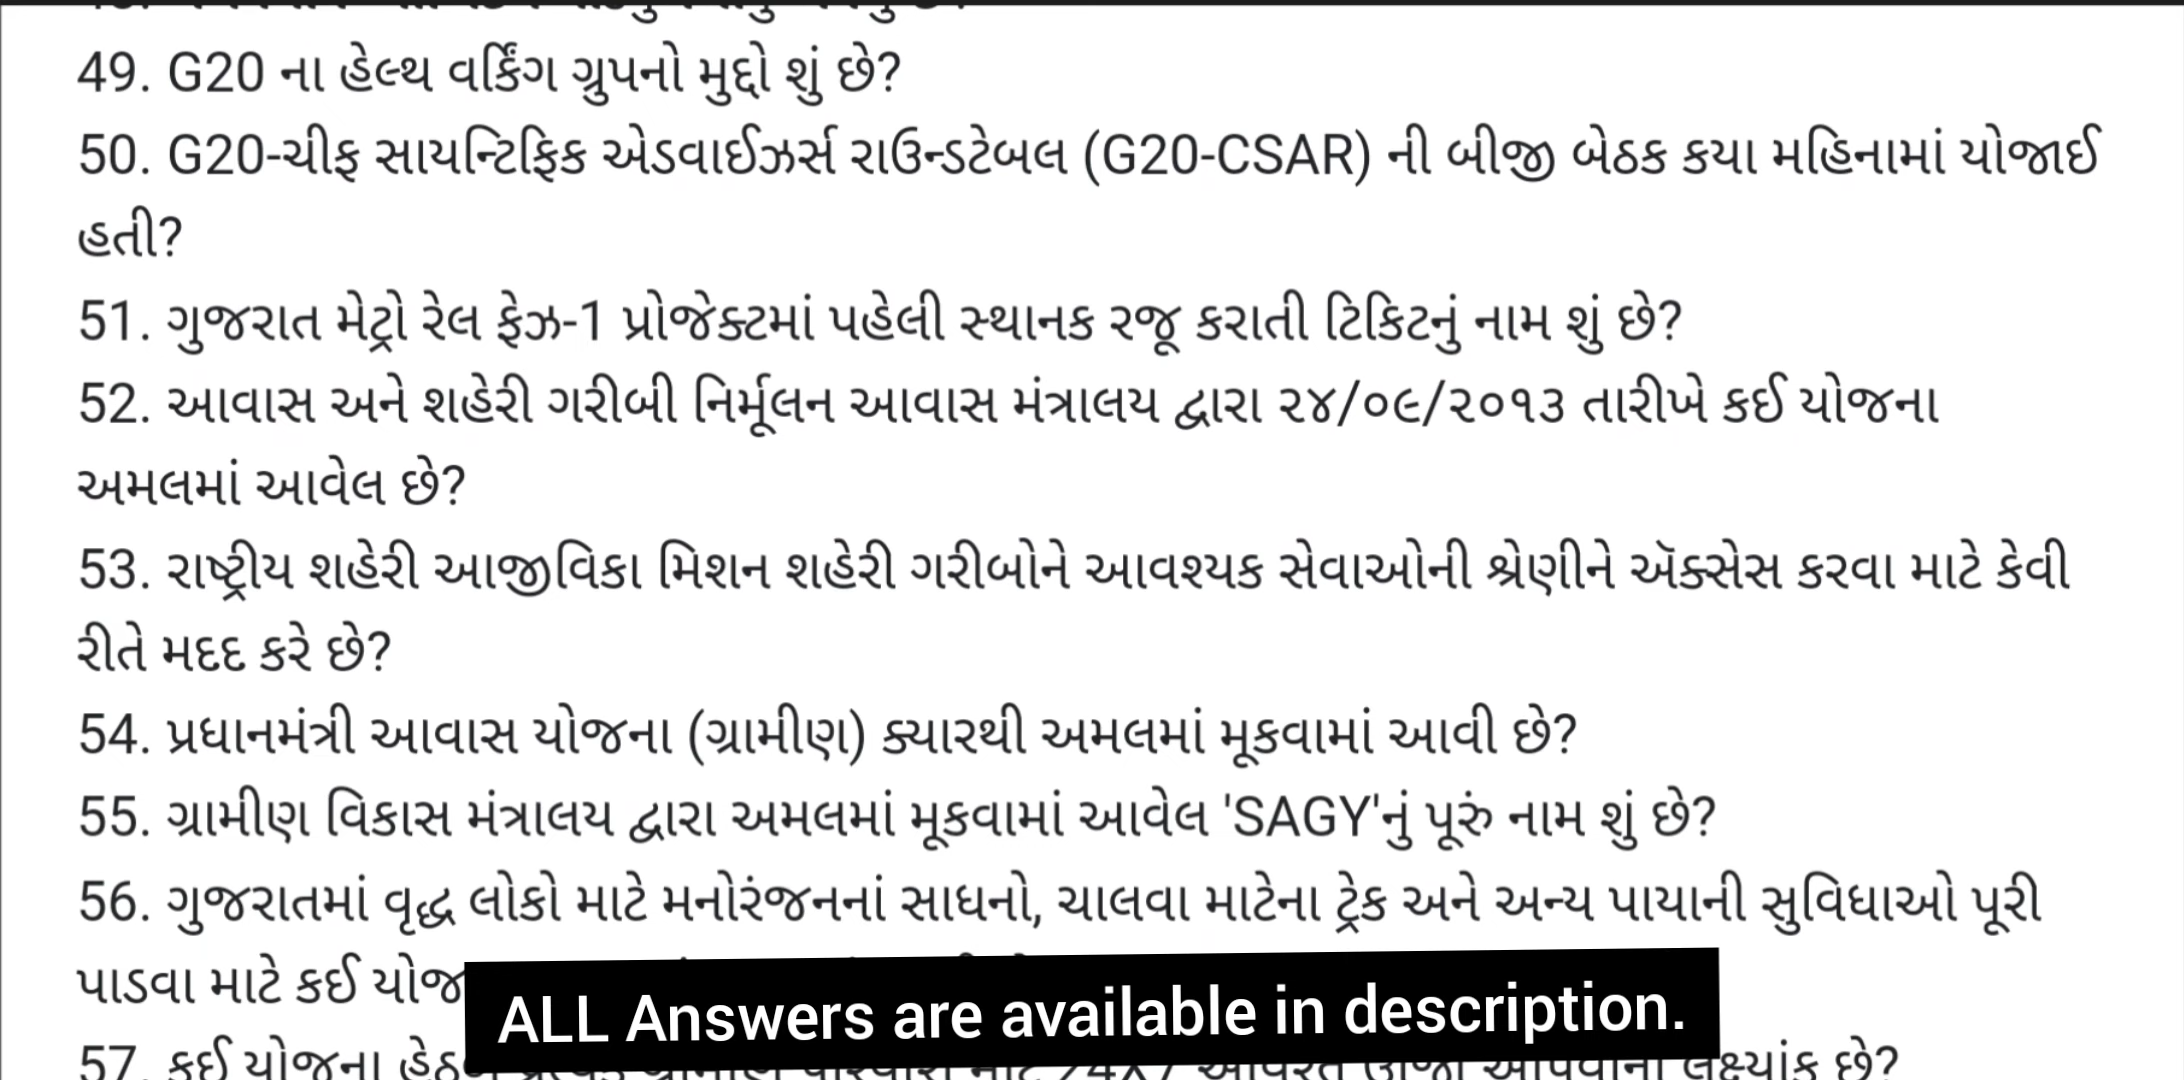 49. G20 ના હેલ્થ વર્કિંગ ગ્રુપનો મુદ્દો શું છે?
50. G20-ચીફ સાયન્ટિફિક એડવાઈઝર્સ રાઉન્ડટેબલ (G20-CSAR) ની બીજી બેઠક કયા મહિનામાં યોજાઈ
હતી?
51. ગુજરાત મેટ્રો રેલ ફેઝ-1 પ્રોજેક્ટમાં પહેલી સ્થાનક રજૂ કરાતી ટિકિટનું નામ શું છે?
52. આવાસ અને શહેરી ગરીબી નિર્મૂલન આવાસ મંત્રાલય દ્વારા ૨૪/૦૯/૨૦૧૩ તારીખે કઈ યોજના
અમલમાં આવેલ છે?
53. રાષ્ટ્રીય શહેરી આજીવિકા મિશન શહેરી ગરીબોને આવશ્યક સેવાઓની શ્રેણીને ઍક્સેસ કરવા માટે કેવી
રીતે મદદ કરે છે?
54. પ્રધાનમંત્રી આવાસ યોજના (ગ્રામીણ) ક્યારથી અમલમાં મૂકવામાં આવી છે?
55. ગ્રામીણ વિકાસ મંત્રાલય દ્વારા અમલમાં મૂકવામાં આવેલ 'SAGY'નું પૂરું નામ શું છે?
56. ગુજરાતમાં વૃદ્ધ લોકો માટે મનોરંજનનાં સાધનો, ચાલવા માટેના ટ્રેક અને અન્ય પાયાની સુવિધાઓ પૂરી
પાડવા માટે કઈ
ALL Answers are available in description.
57. કઈ યોજના લક્ષ્યાંક છે?